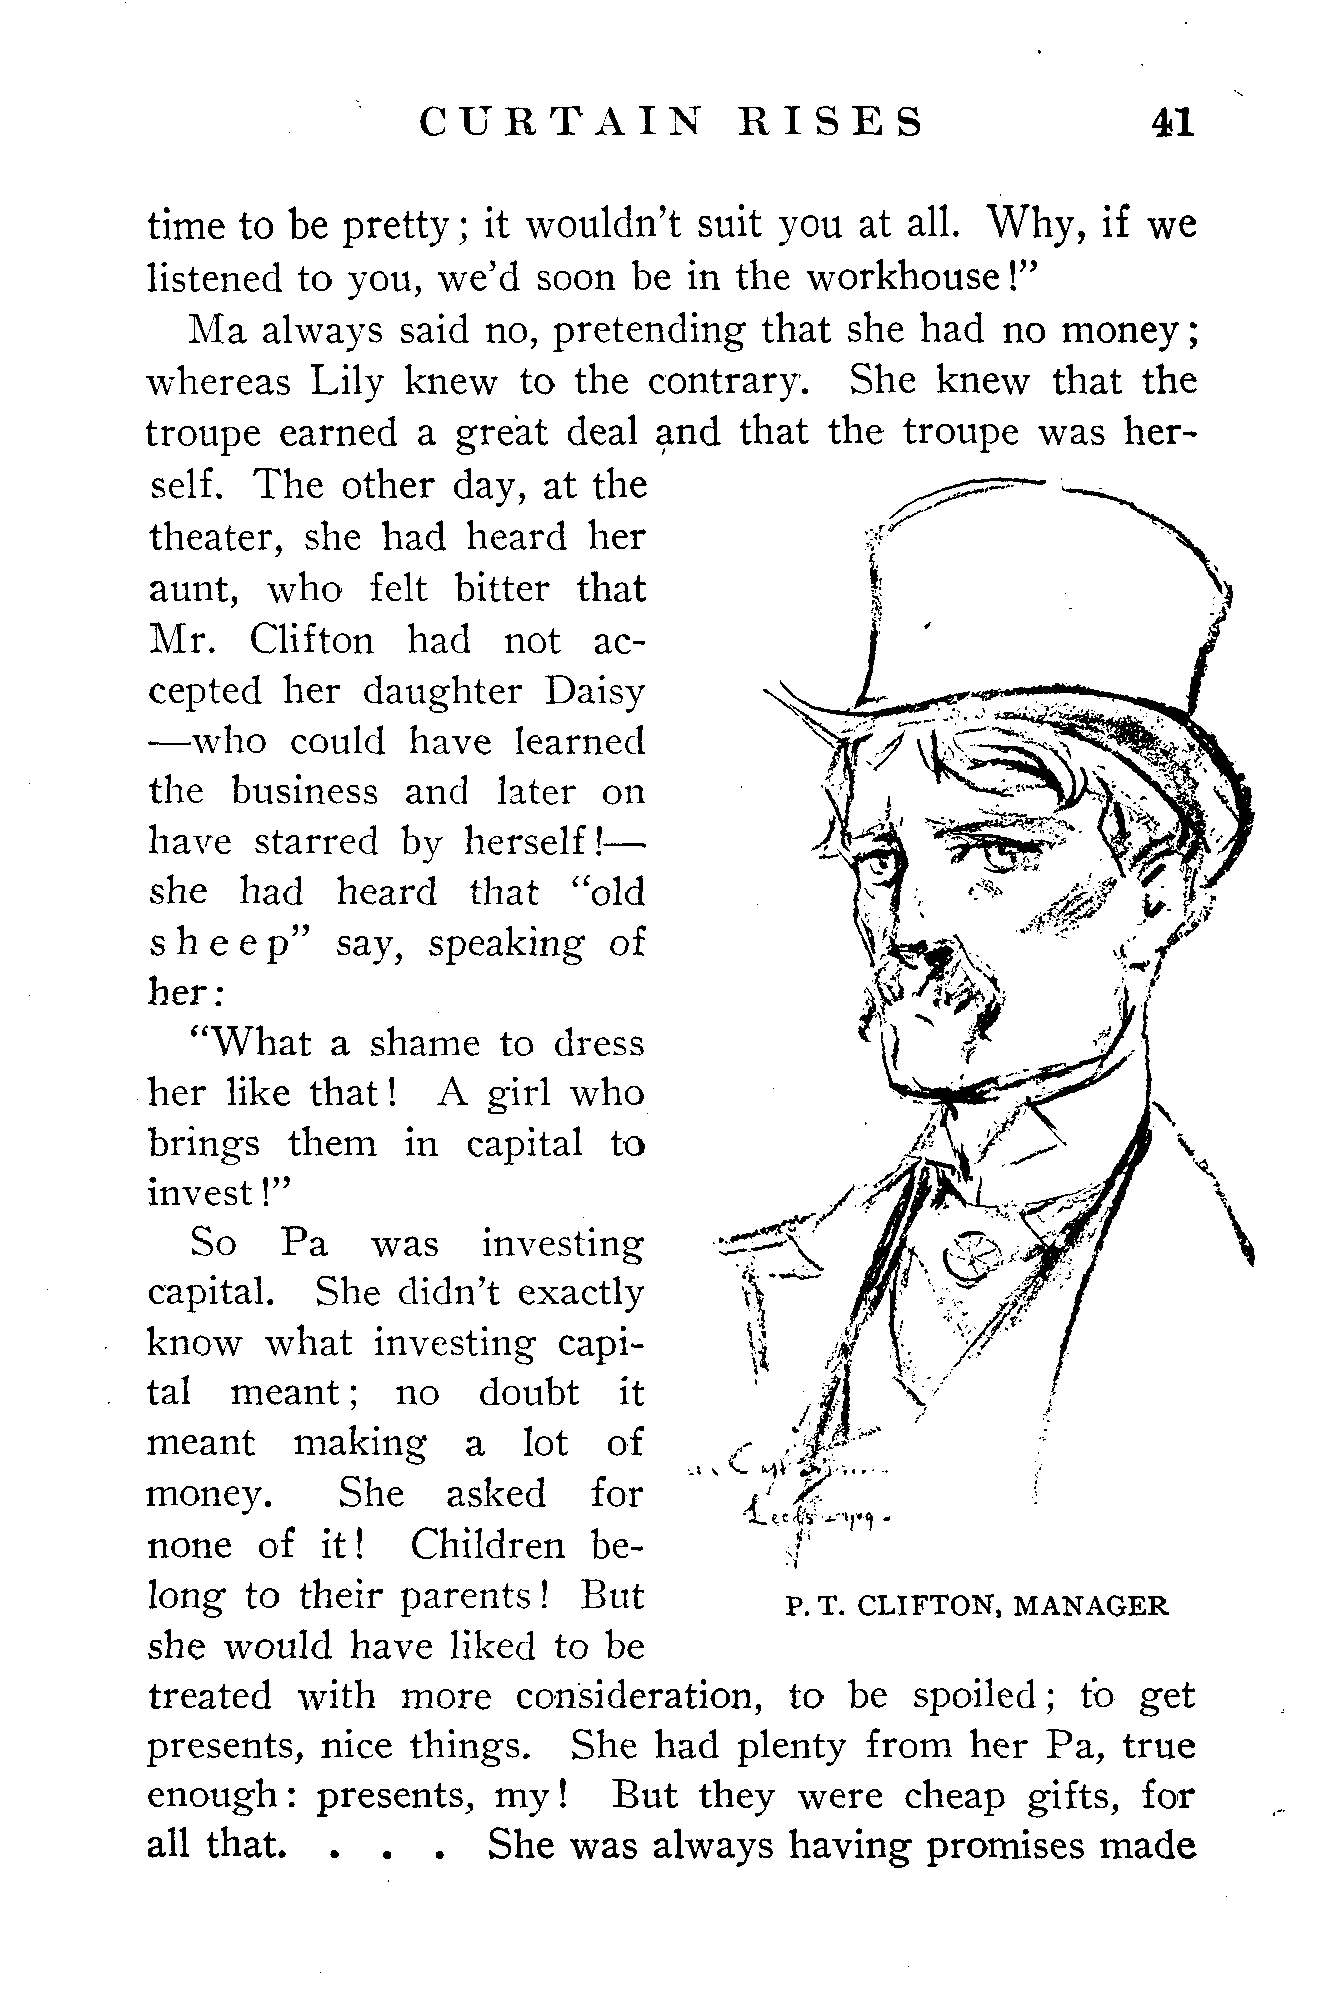 CURTAIN RISES 41
time to be pretty; it wouldn't suit you at all. Why, if we
listened to you, we'd soon be in the workhouse!"
Ma always said no, pretending that she had no money;
whereas Lily knew to the contrary. She knew that the
troupe earned a great deal and that the troupe was her-
self. The other day, at the
theater, she had heard her
aunt, who felt bitter that
Mr. Clifton had not ac-
cepted her daughter Daisy
—who could have learned
the business and later on
have starred by herself!—
she had heard that "old
sheep" say, speaking of
her:
"What a shame to dress
her like that! A girl who
brings them in capital to
invest!"
So Pa was investing
capital. She didn't exactly
know what investing capi-
tal meant; no doubt it
meant making a lot of
money. She asked for
none of it! Children be-
long to their parents! But
she would have liked to be
treated with more consideration, to be spoiled; to get
presents, nice things. She had plenty from her Pa, true
enough: presents, my! But they were cheap gifts, for
all that. . . . She was always having promises made
Leeds
P. T. CLIFTON, MANAGER